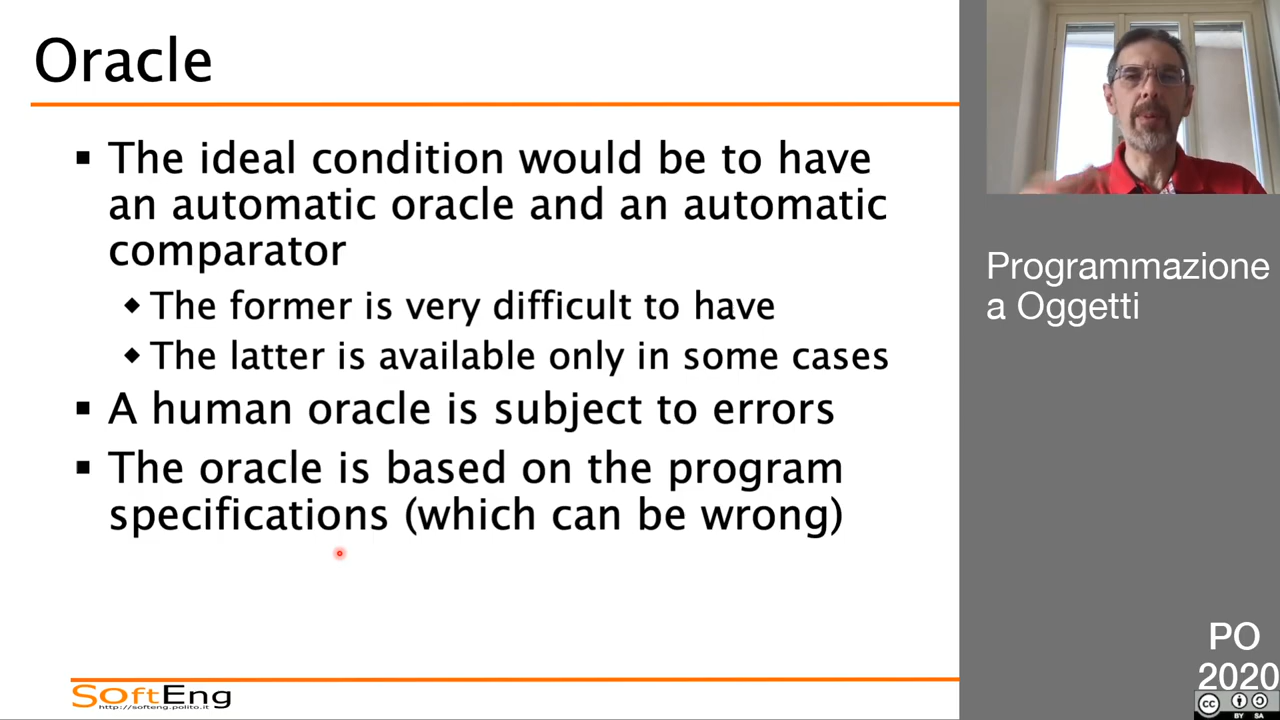 Oracle
▪ The ideal condition would be to have
an automatic oracle and an automatic
comparator
◆ The former is very difficult to have
◆ The latter is available only in some cases
▪ A human oracle is subject to errors
▪ The oracle is based on the program
specifications (which can be wrong)
SoftEng
http://softeng.polito.it
Programmazione
a Oggetti
PO
2020
cc
BY SA